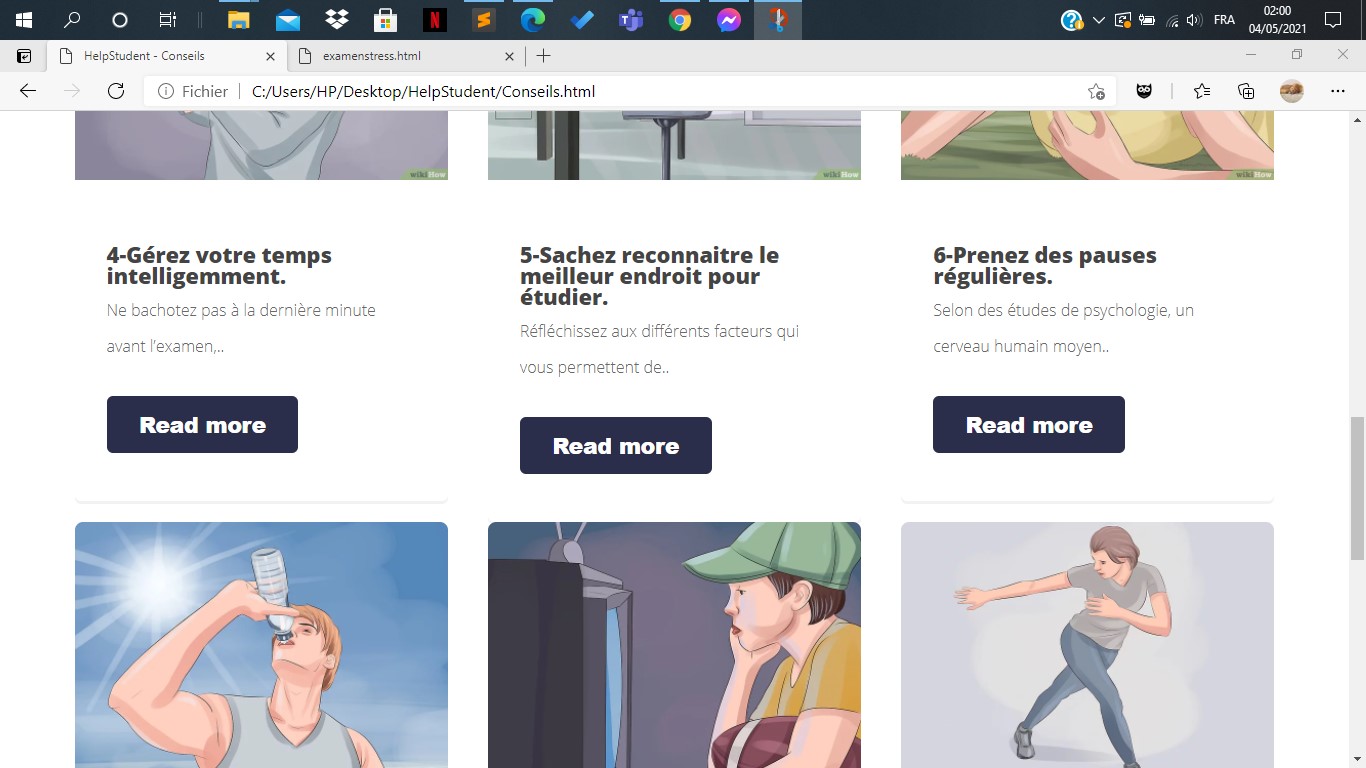 02:00
FRA
04/05/2021
HelpStudent - Conseils
examenstress.html
Fichier
C:/Users/HP/Desktop/HelpStudent/Conseils.html
wikiHow
wikiHow
wikiHow
4-Gérez votre temps
intelligemment.
Ne bachotez pas à la dernière minute
avant l'examen,..
Read more
5-Sachez reconnaitre le
meilleur endroit pour
étudier.
Réfléchissez aux différents facteurs qui
vous permettent de..
Read more
6-Prenez des pauses
régulières.
Selon des études de psychologie, un
cerveau humain moyen..
Read more